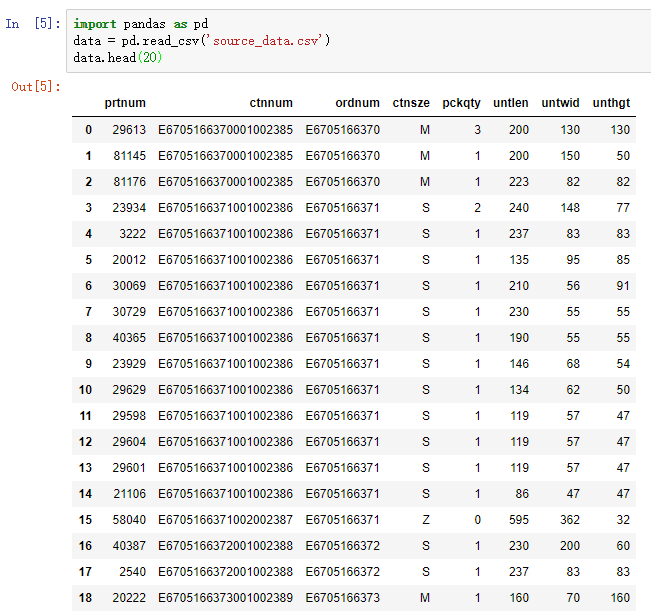 In [5]: import pandas as pd
data = pd.read_csv('source_data.csv')
data.head(20)
Out[5]:
prtnum ctnnum ordnum ctnsze pckqty untlen untwid unthgt
0 29613 E6705166370001002385 E6705166370 M 3 200 130 130
1 81145 E6705166370001002385 E6705166370 M 1 200 150 50
2 81176 E6705166370001002385 E6705166370 M 1 223 82 82
3 23934 E6705166371001002386 E6705166371 S 2 240 148 77
4 3222 E6705166371001002386 E6705166371 S 1 237 83 83
5 20012 E6705166371001002386 E6705166371 S 1 135 95 85
6 30069 E6705166371001002386 E6705166371 S 1 210 56 91
7 30729 E6705166371001002386 E6705166371 S 1 230 55 55
8 40365 E6705166371001002386 E6705166371 S 1 190 55 55
9 23929 E6705166371001002386 E6705166371 S 1 146 68 54
10 29629 E6705166371001002386 E6705166371 S 1 134 62 50
11 29598 E6705166371001002386 E6705166371 S 1 119 57 47
12 29604 E6705166371001002386 E6705166371 S 1 119 57 47
13 29601 E6705166371001002386 E6705166371 S 1 119 57 47
14 21106 E6705166371001002386 E6705166371 S 1 86 47 47
15 58040 E6705166371002002387 E6705166371 Z 0 595 362 32
16 40387 E6705166372001002388 E6705166372 S 1 230 200 60
17 2540 E6705166372001002388 E6705166372 S 1 237 83 83
18 20222 E6705166373001002389 E6705166373 M 1 160 70 160